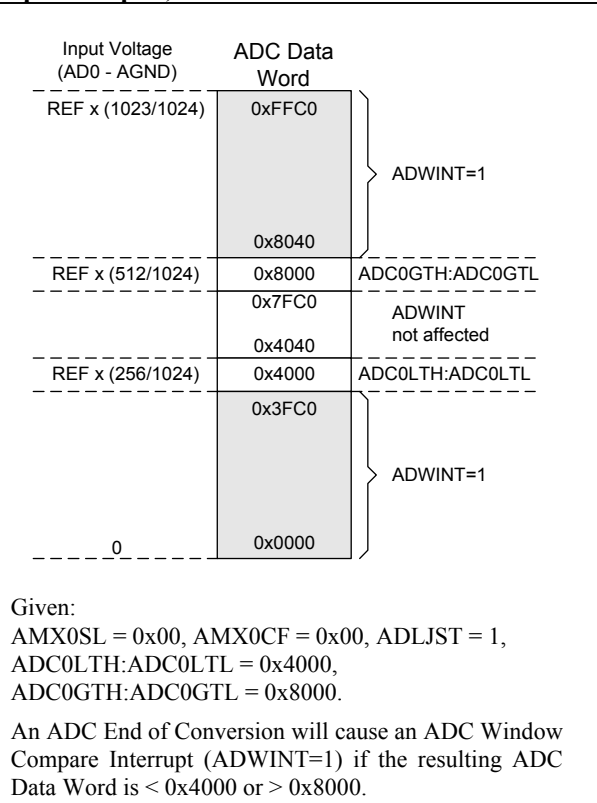 Input Voltage
(AD0 - AGND)
ADC Data
Word
REF x (1023/1024)
0xFFC0
ADWINT=1
0x8040
REF x (512/1024)
0x8000
ADC0GTH:ADC0GTL
0x7FC0
ADWINT
not affected
0x4040
REF x (256/1024)
0x4000
ADC0LTH:ADC0LTL
0x3FC0
ADWINT=1
0
0x0000
Given:
AMX0SL = 0x00, AMX0CF = 0x00, ADLJST = 1,
ADC0LTH:ADC0LTL = 0x4000,
ADC0GTH:ADC0GTL = 0x8000.
An ADC End of Conversion will cause an ADC Window
Compare Interrupt (ADWINT=1) if the resulting ADC
Data Word is < 0x4000 or > 0x8000.